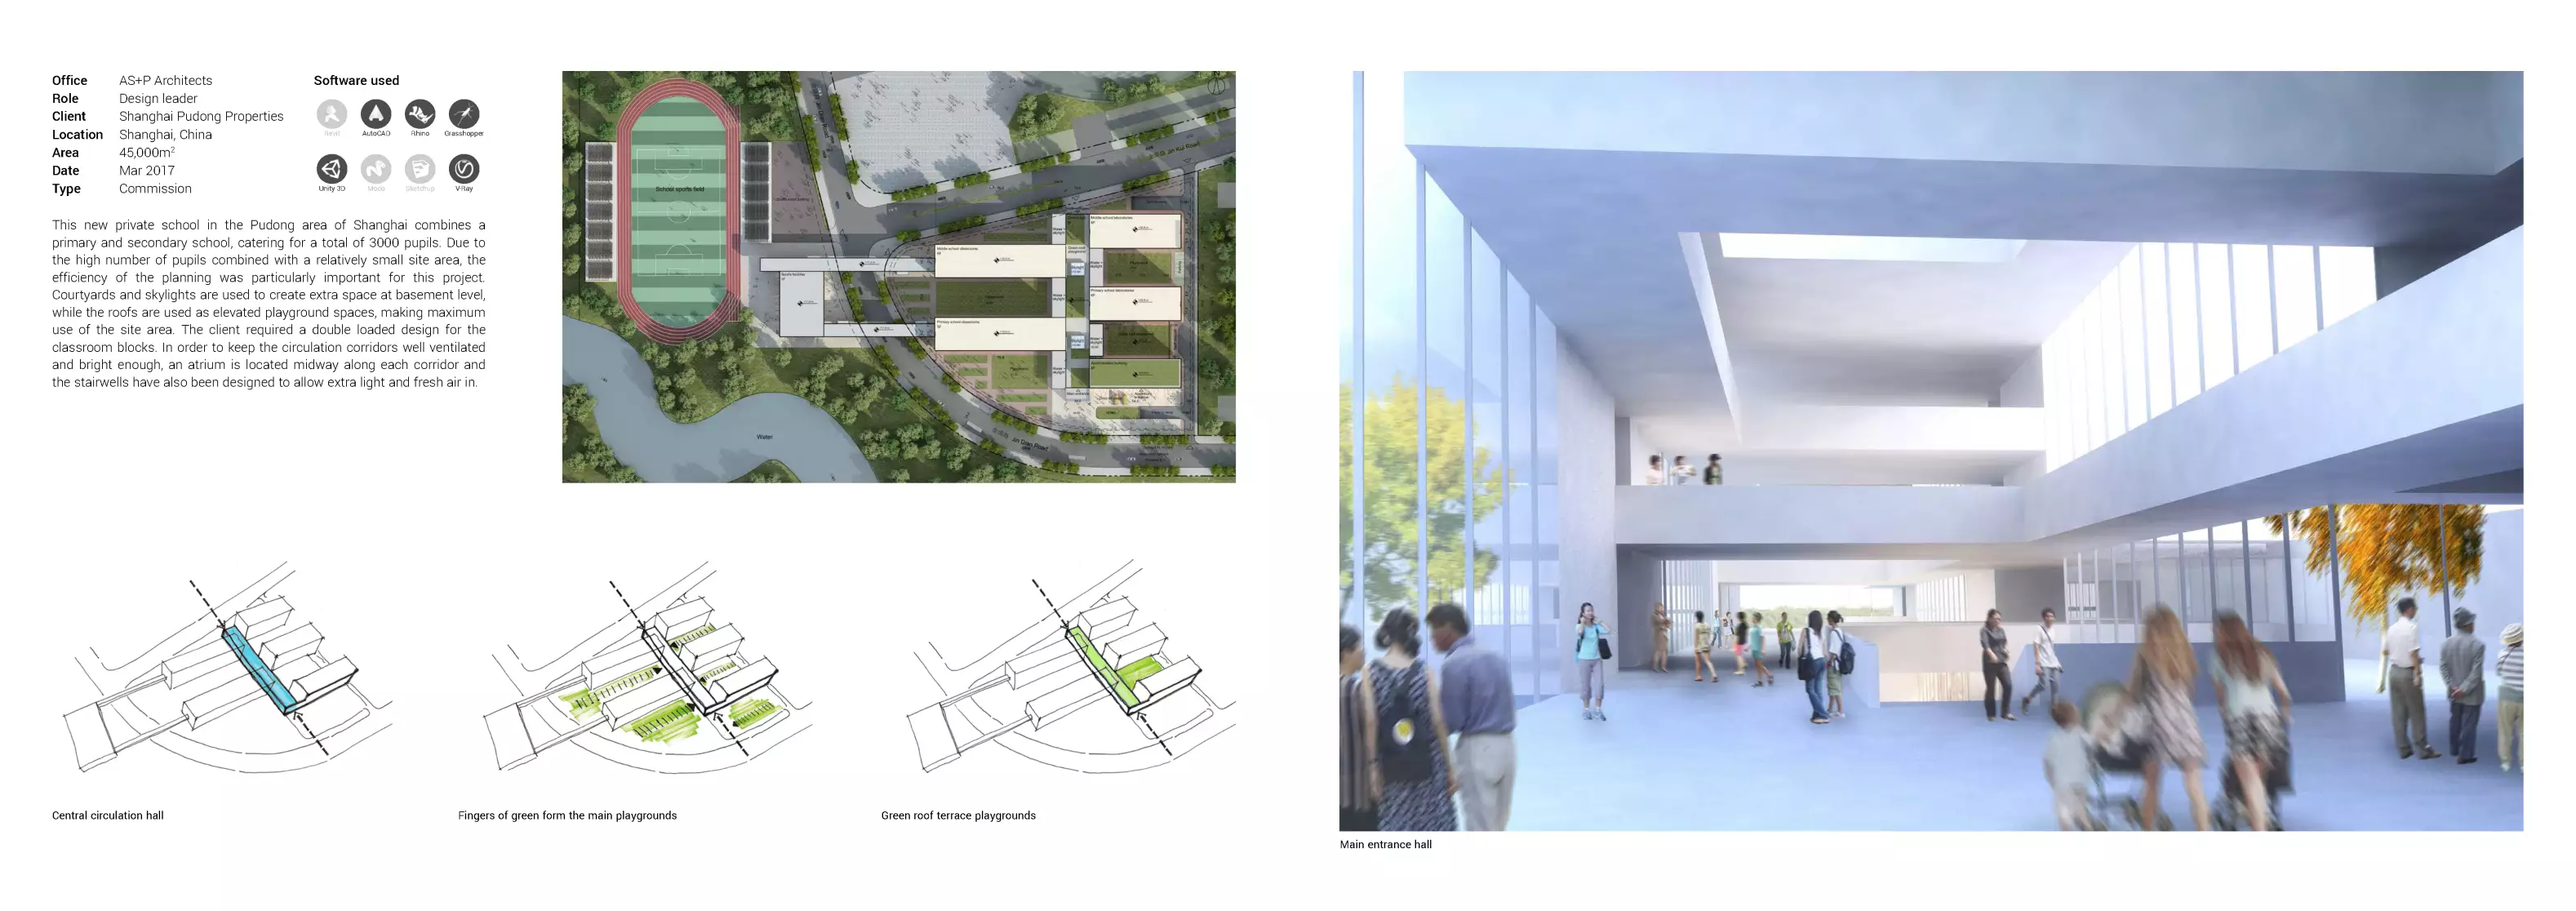 Office AS+P Architects
Role Design leader
Client Shanghai Pudong Properties
Location Shanghai, China
Area 45,000m²
Date Mar 2017
Type Commission
Software used
Revit AutoCAD Rhino Grasshopper
Unity 3D Modo Sketchup V-Ray
This new private school in the Pudong area of Shanghai combines a
primary and secondary school, catering for a total of 3000 pupils. Due to
the high number of pupils combined with a relatively small site area, the
efficiency of the planning was particularly important for this project.
Courtyards and skylights are used to create extra space at basement level,
while the roofs are used as elevated playground spaces, making maximum
use of the site area. The client required a double loaded design for the
classroom blocks. In order to keep the circulation corridors well ventilated
and bright enough, an atrium is located midway along each corridor and
the stairwells have also been designed to allow extra light and fresh air in.
School sports field
Water
Central circulation hall
Fingers of green form the main playgrounds
Green roof terrace playgrounds
Main entrance hall